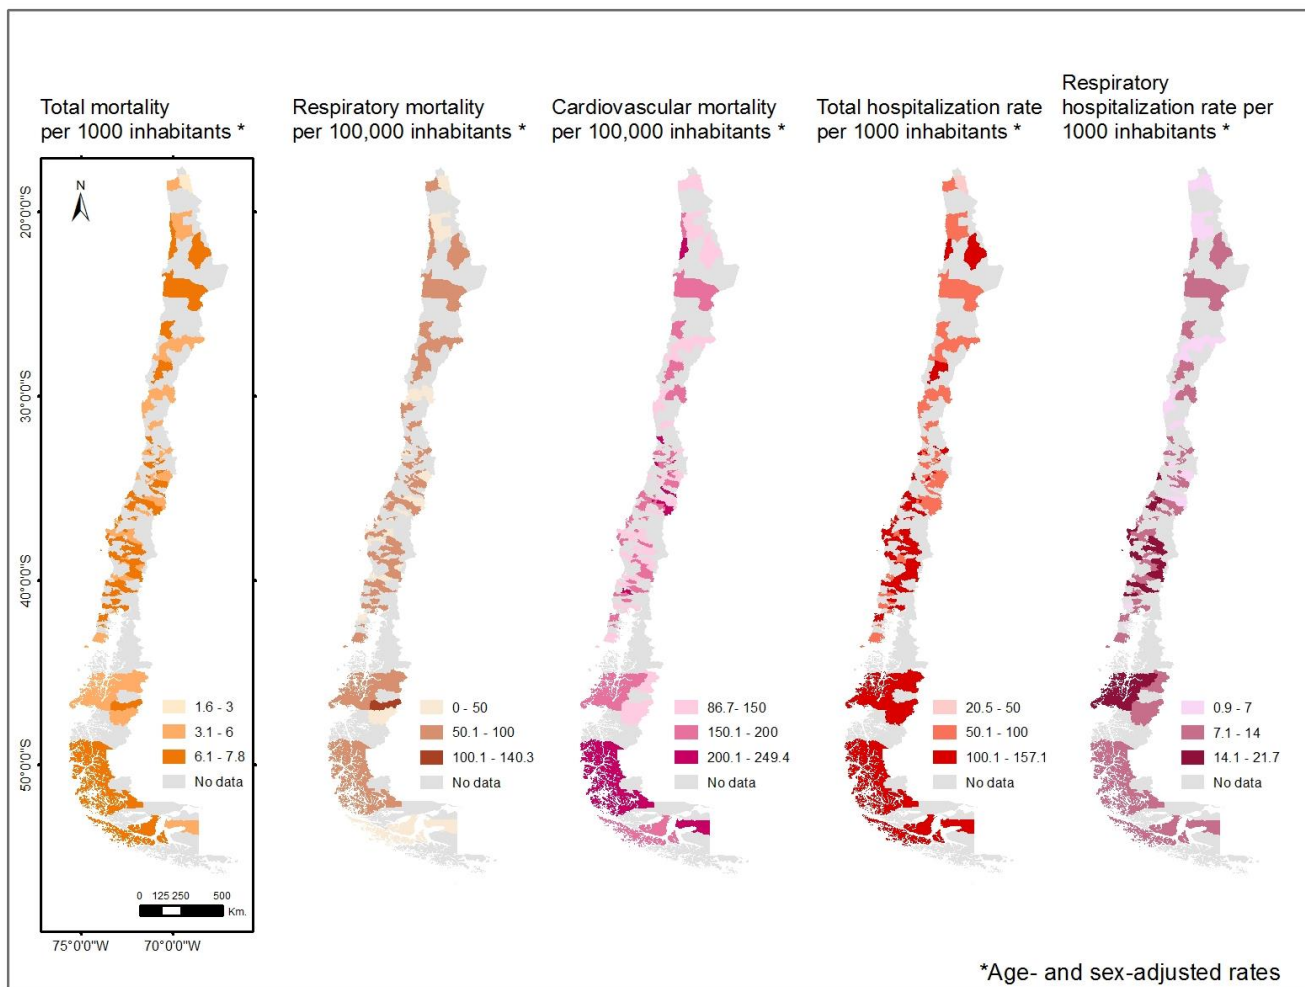 Total mortality
per 1000 inhabitants *
Respiratory mortality
per 100,000 inhabitants *
Cardiovascular mortality
per 100,000 inhabitants *
Total hospitalization rate
per 1000 inhabitants *
Respiratory
hospitalization rate per
1000 inhabitants *
N
20°0'0"S
30°0'0"S
40°0'0"S
50°0'0"S
1.6 - 3
3.1 - 6
6.1 - 7.8
No data
0 - 50
50.1 - 100
100.1 - 140.3
No data
86.7- 150
150.1 - 200
200.1 - 249.4
No data
20.5 - 50
50.1 - 100
100.1 - 157.1
No data
0.9 - 7
7.1 - 14
14.1 - 21.7
No data
0 125 250 500
Km.
75°0'0"W 70°0'0"W
*Age- and sex-adjusted rates